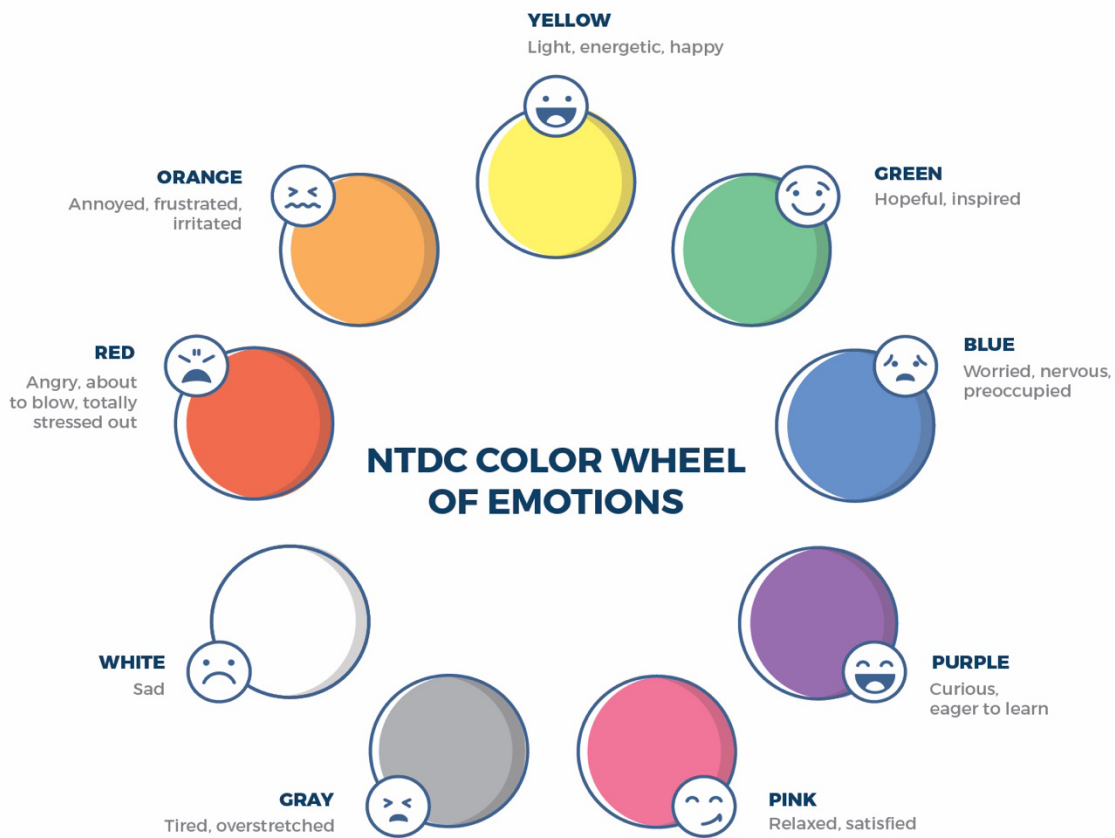 YELLOW
Light, energetic, happy
ORANGE
Annoyed, frustrated,
irritated
GREEN
Hopeful, inspired
RED
Angry, about
to blow, totally
stressed out
BLUE
Worried, nervous,
preoccupied
NTDC COLOR WHEEL
OF EMOTIONS
WHITE
Sad
PURPLE
Curious,
eager to learn
GRAY
Tired, overstretched
PINK
Relaxed, satisfied